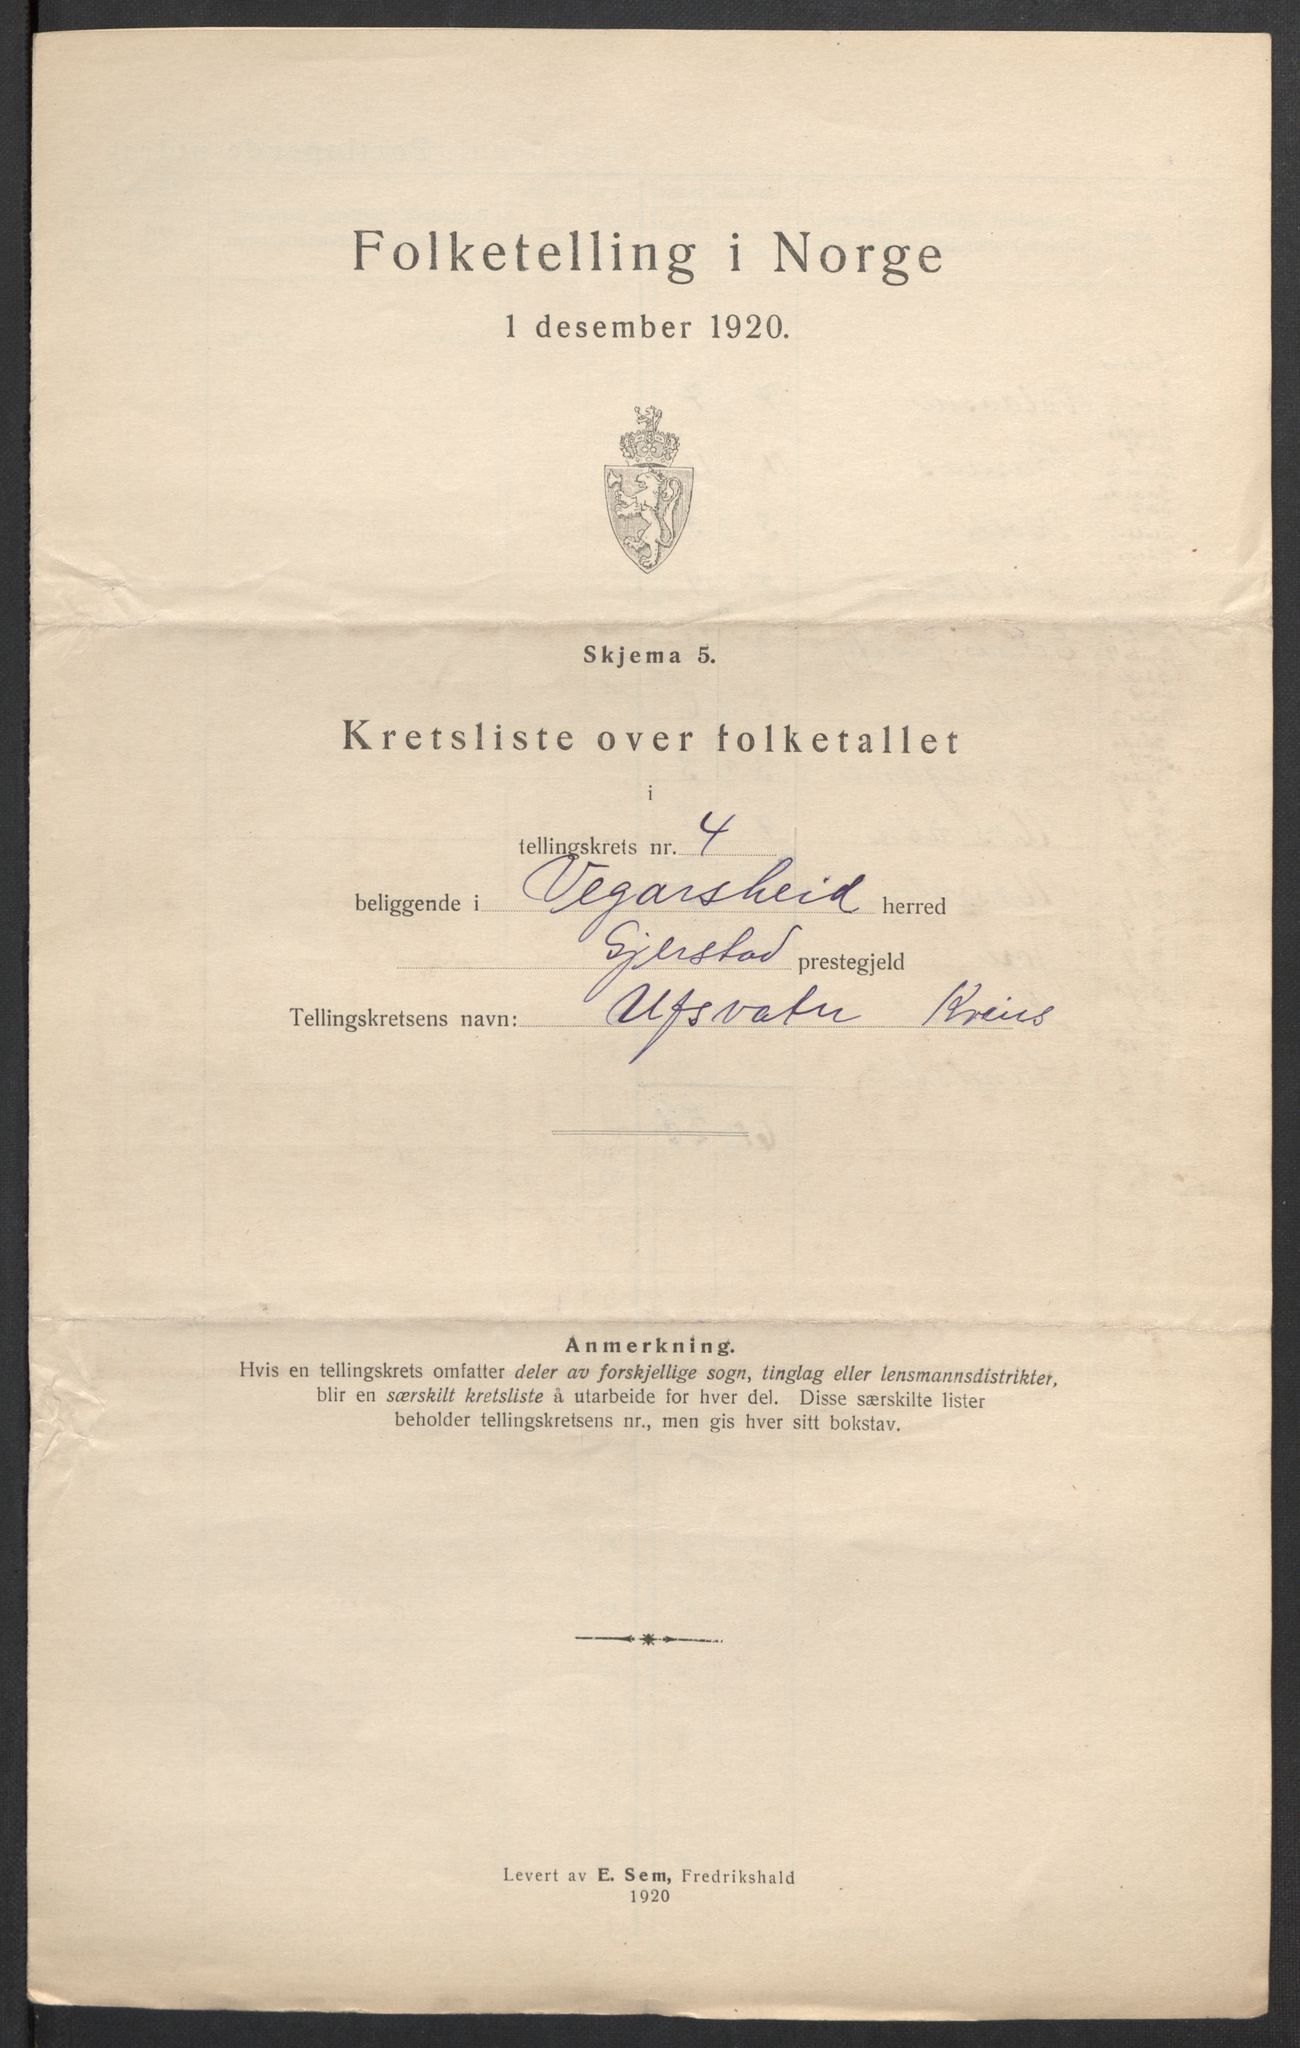 Folketelling i Norge
1 desember 1920.
Skjema 5.
Kretsliste over folketallet
i
tellingskrets nr. 4
beliggende i Vegarsheid herred
Gjerstad prestegjeld
Tellingskretsens navn: Ufsvatn Kreds
Anmerkning.
Hvis en tellingskrets omfatter deler av forskjellige sogn, tinglag eller lensmannsdistrikter,
blir en særskilt kretsliste å utarbeide for hver del. Disse særskilte lister
beholder tellingskretsens nr., men gis hver sitt bokstav.
Levert av E. Sem, Fredrikshald
1920